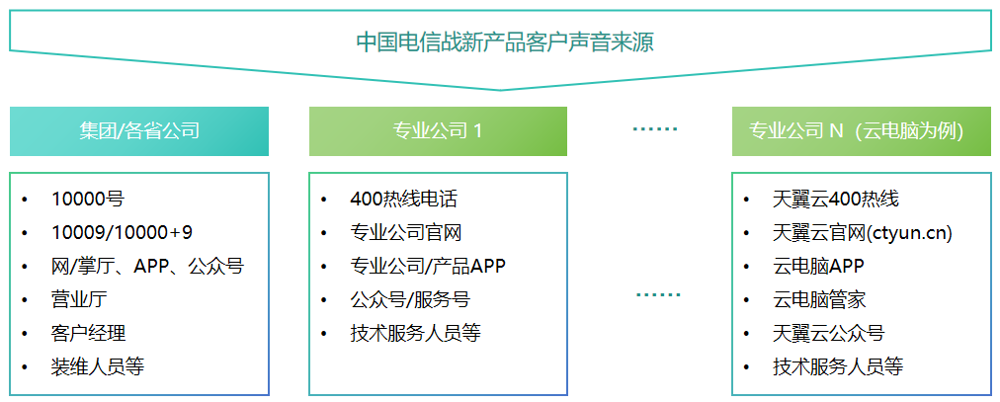 中国电信战新产品客户声音来源
集团/各省公司
• 10000号
• 10009/10000+9
• 网/掌厅、APP、公众号
• 营业厅
• 客户经理
• 装维人员等
专业公司 1
• 400热线电话
• 专业公司官网
• 专业公司/产品APP
• 公众号/服务号
• 技术服务人员等
……
……
专业公司 N（云电脑为例）
• 天翼云400热线
• 天翼云官网(ctyun.cn)
• 云电脑APP
• 云电脑管家
• 天翼云公众号
• 技术服务人员等